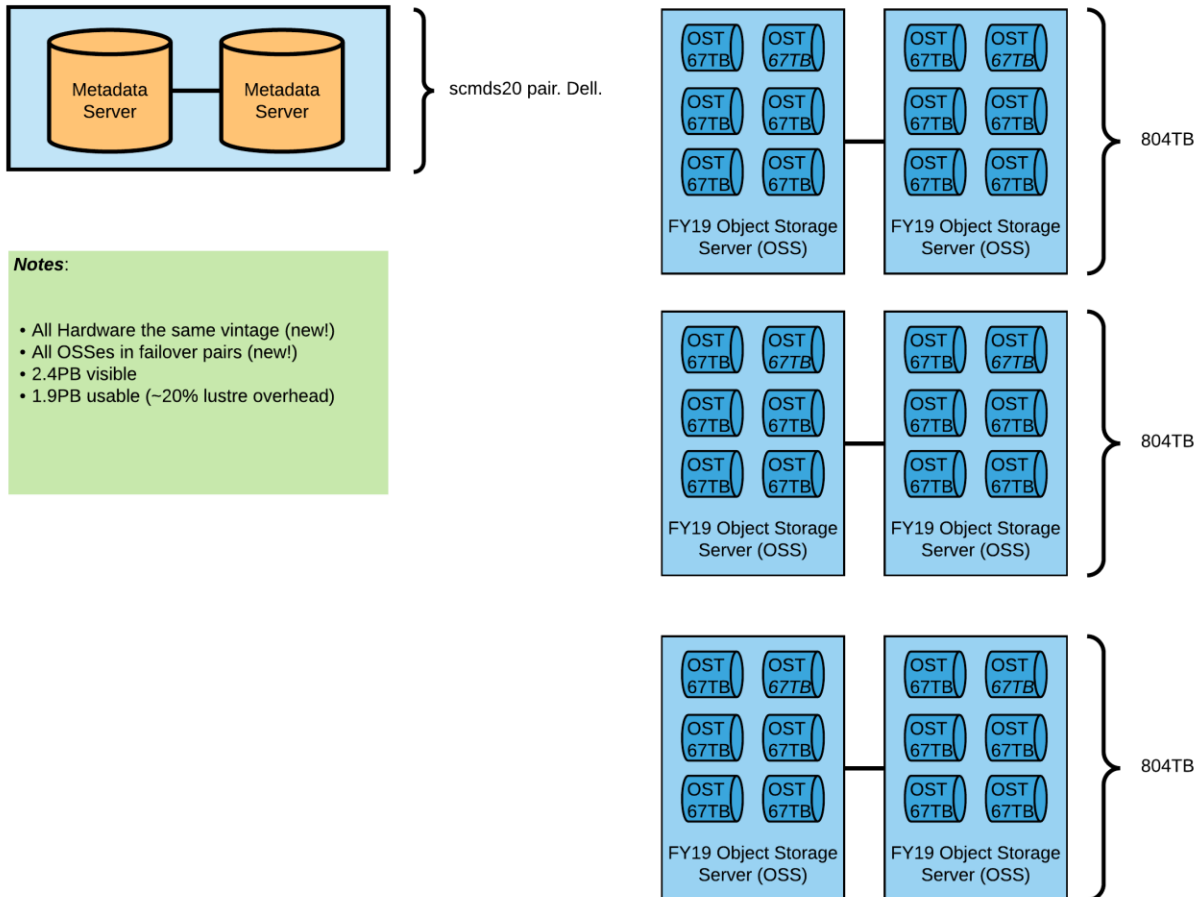 Metadata
Server
Metadata
Server
scmds20 pair. Dell.
Notes:
• All Hardware the same vintage (new!)
• All OSSes in failover pairs (new!)
• 2.4PB visible
• 1.9PB usable (~20% lustre overhead)
OST
67TB
OST
67TB
OST
67TB
OST
67TB
OST
67TB
OST
67TB
FY19 Object Storage
Server (OSS)
OST
67TB
OST
67TB
OST
67TB
OST
67TB
OST
67TB
OST
67TB
FY19 Object Storage
Server (OSS)
804TB
OST
67TB
OST
67TB
OST
67TB
OST
67TB
OST
67TB
OST
67TB
FY19 Object Storage
Server (OSS)
OST
67TB
OST
67TB
OST
67TB
OST
67TB
OST
67TB
OST
67TB
FY19 Object Storage
Server (OSS)
804TB
OST
67TB
OST
67TB
OST
67TB
OST
67TB
OST
67TB
OST
67TB
FY19 Object Storage
Server (OSS)
OST
67TB
OST
67TB
OST
67TB
OST
67TB
OST
67TB
OST
67TB
FY19 Object Storage
Server (OSS)
804TB